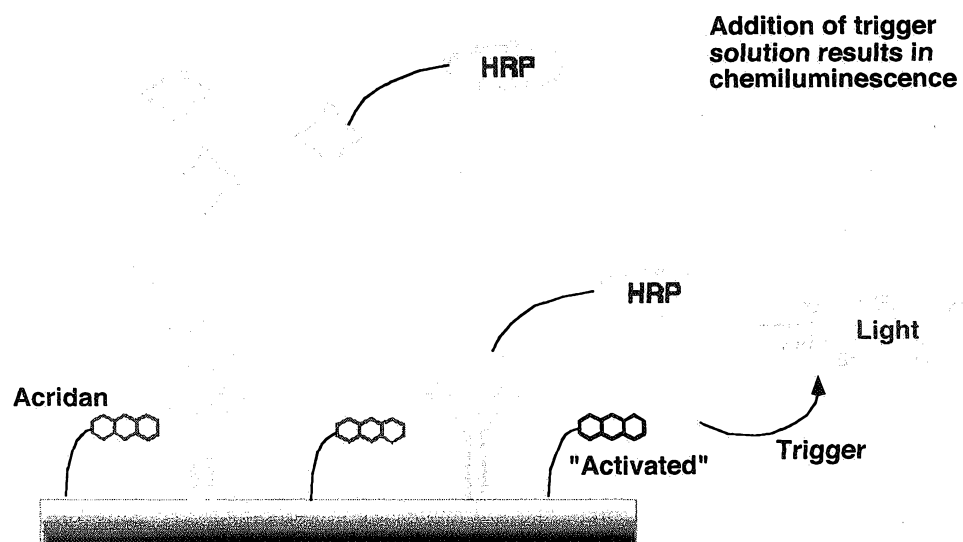 Addition of trigger
solution results in
chemiluminescence
HRP
HRP
Light
Acridan
"Activated"
Trigger